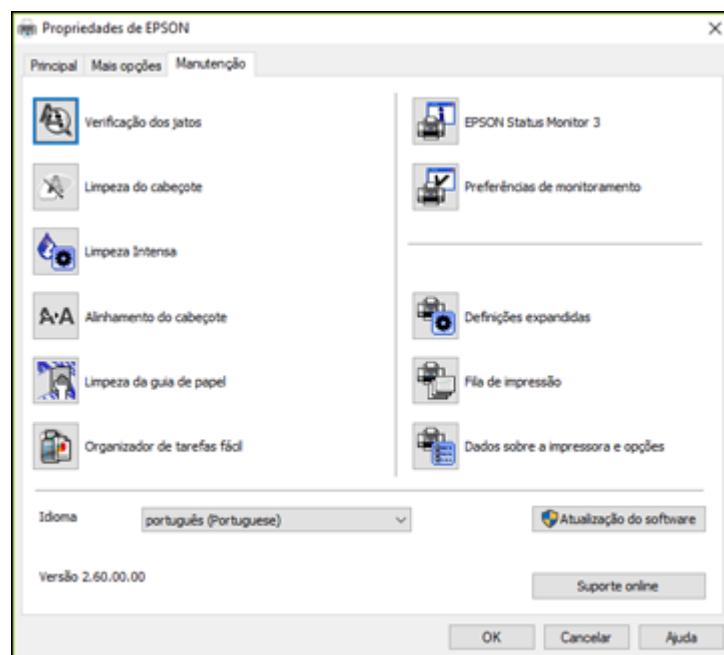 Propriedades de EPSON
Principal Mais opções Manutenção
Verificação dos jatos
Limpeza do cabeçote
Limpeza Intensa
A·A Alinhamento do cabeçote
Limpeza da guia de papel
Organizador de tarefas fácil
EPSON Status Monitor 3
Preferências de monitoramento
Definições expandidas
Fila de impressão
Dados sobre a impressora e opções
Idioma português (Portuguese) Atualização do software
Versão 2.60.00.00
Suporte online
OK Cancelar Ajuda